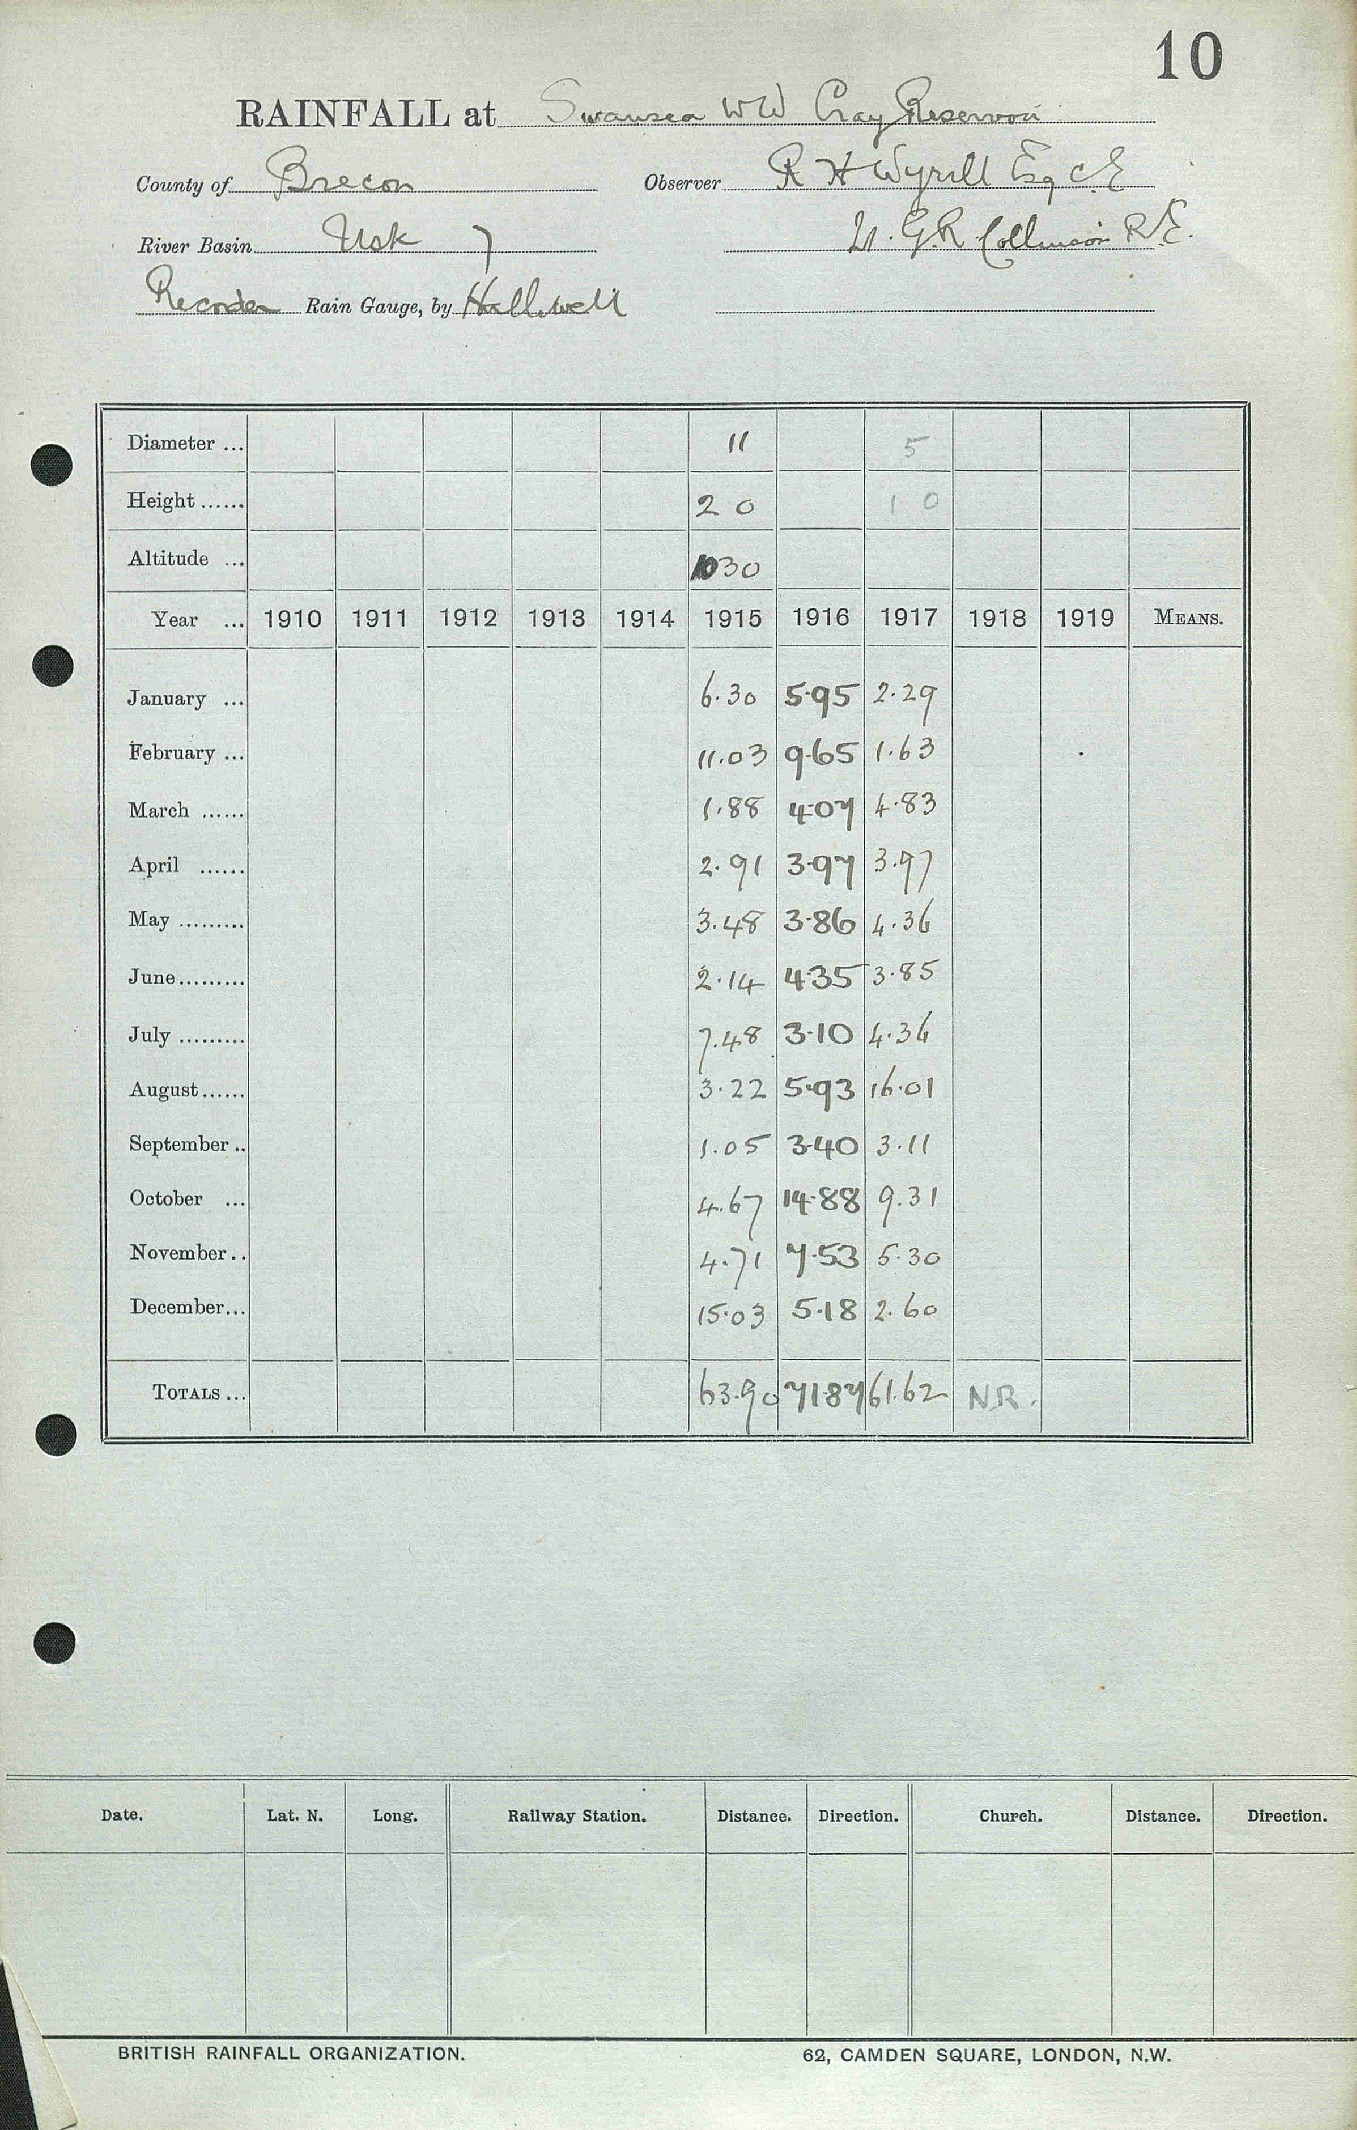 10
RAINFALL at Swansea WW Cray Reservoir
County of Brecon Observer R H Wyrill Esq C.E
River Basin Usk 7 G.R. Collinson R.E.
Recorder Rain Gauge, by Halliwell
Diameter ... 11 5
Height ...... 2 0 1 0
Altitude ... 1030
Year ... 1910 1911 1912 1913 1914 1915 1916 1917 1918 1919 MEANS.
January ... 6.30 5.95 2.29
February ... 11.03 9.65 1.63
March ...... 1.88 4.07 4.83
April ...... 2.91 3.97 3.97
May ......... 3.48 3.86 4.36
June ......... 2.14 4.35 3.85
July ......... 7.48 3.10 4.36
August ...... 3.22 5.93 16.01
September .. 1.05 3.40 3.11
October ... 4.67 14.88 9.31
November .. 4.71 7.53 5.30
December ... 15.03 5.18 2.60
TOTALS ... 63.90 71.87 61.62 N.R.
Date. Lat. N. Long. Railway Station. Distance. Direction. Church. Distance. Direction.
BRITISH RAINFALL ORGANIZATION. 62, CAMDEN SQUARE, LONDON, N.W.